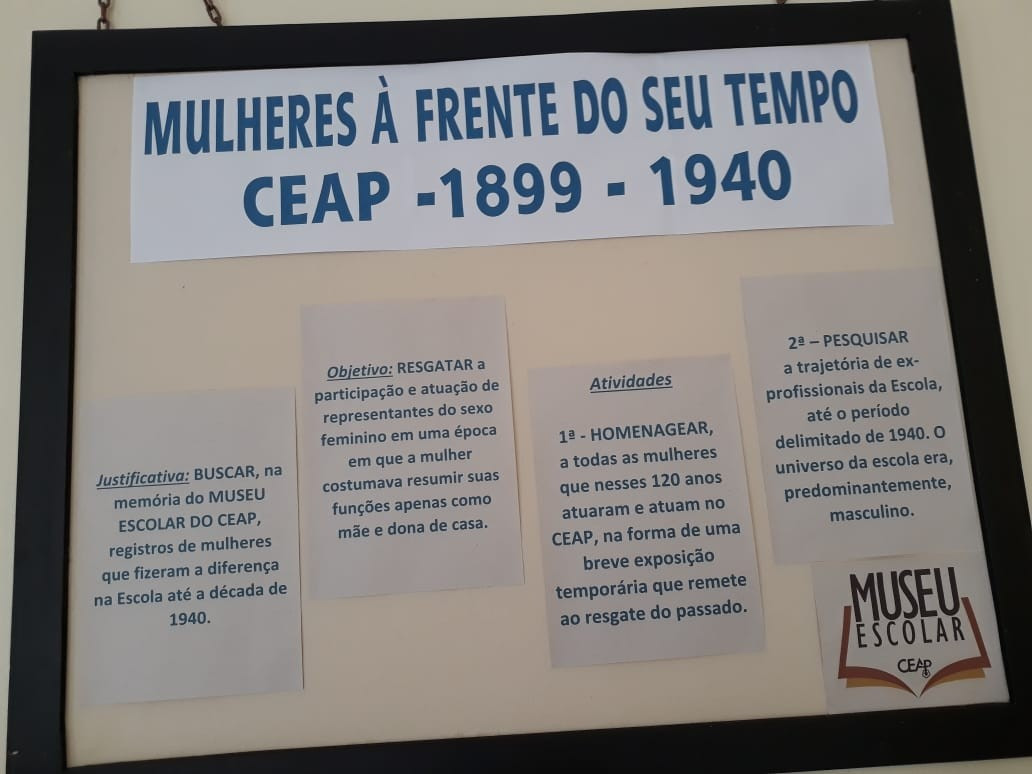 MULHERES À FRENTE DO SEU TEMPO
CEAP -1899 - 1940
Justificativa: BUSCAR, na
memória do MUSEU
ESCOLAR DO CEAP,
registros de mulheres
que fizeram a diferença
na Escola até a década de
1940.
Objetivo: RESGATAR a
participação e atuação de
representantes do sexo
feminino em uma época
em que a mulher
costumava resumir suas
funções apenas como
mãe e dona de casa.
Atividades
1ª - HOMENAGEAR,
a todas as mulheres
que nesses 120 anos
atuaram e atuam no
CEAP, na forma de uma
breve exposição
temporária que remete
ao resgate do passado.
2ª – PESQUISAR
a trajetória de ex-
profissionais da Escola,
até o período
delimitado de 1940. O
universo da escola era,
predominantemente,
masculino.
MUSEU
ESCOLAR
CEAP